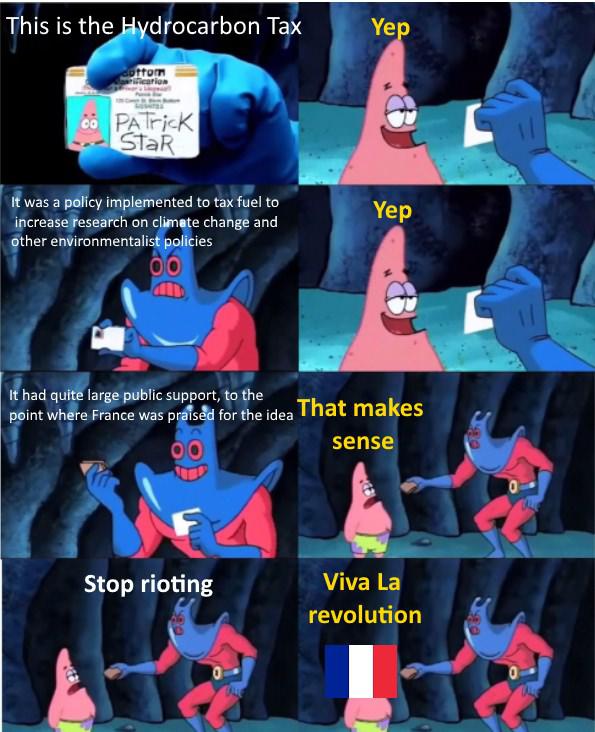 This is the Hydrocarbon Tax
Yep
PATRICK
STAR
It was a policy implemented to tax fuel to
increase research on climate change and
other environmentalist policies
Yep
It had quite large public support, to the
point where France was praised for the idea
That makes
sense
Stop rioting
Viva La
revolution